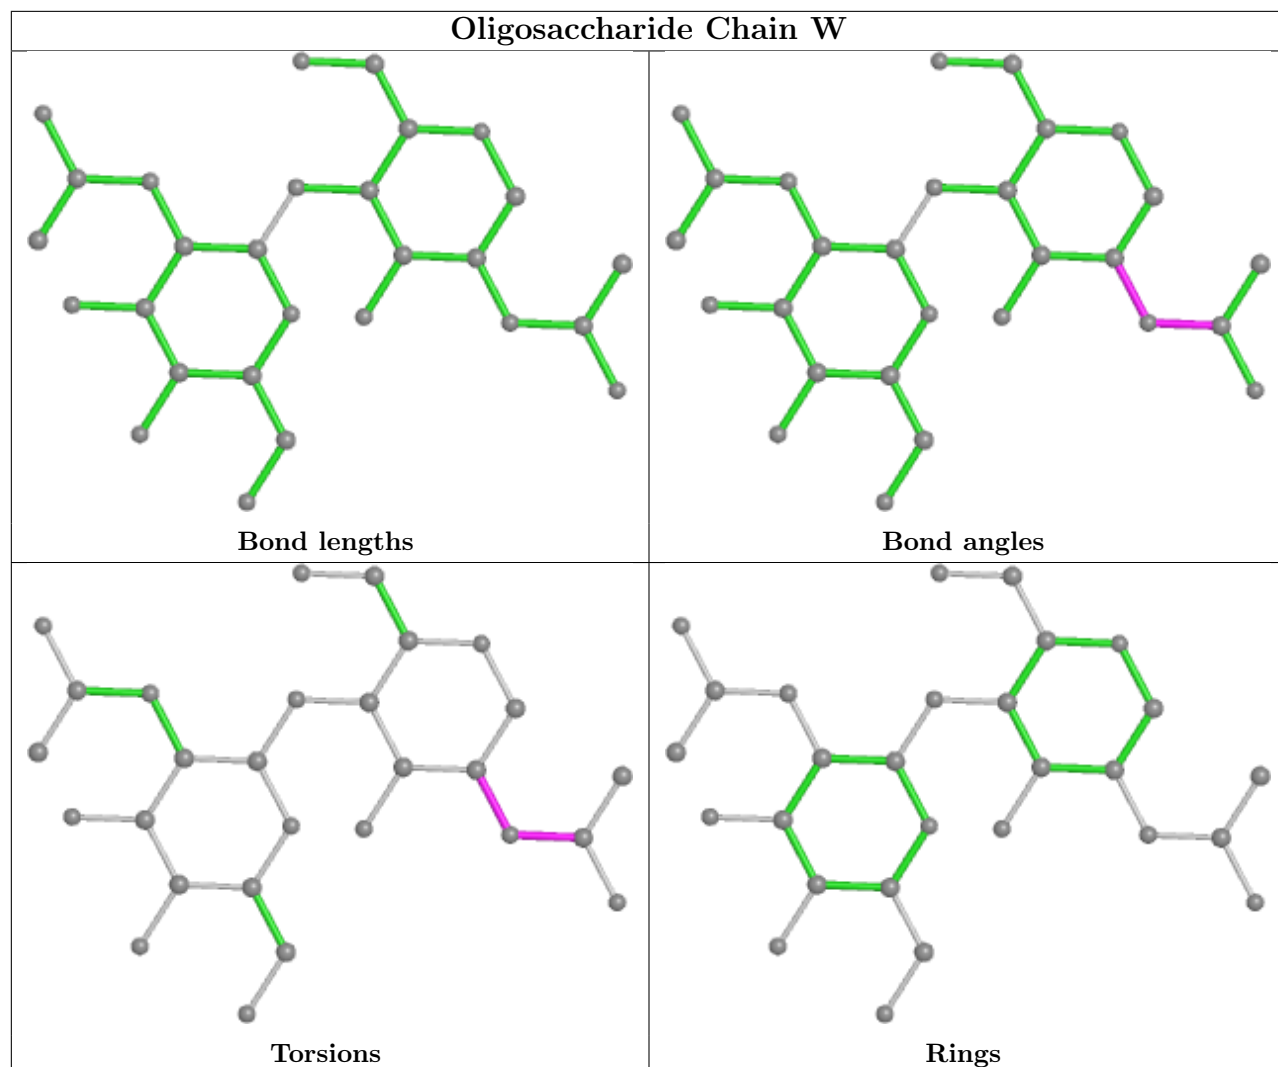 Oligosaccharide Chain W
Bond lengths
Bond angles
Torsions
Rings